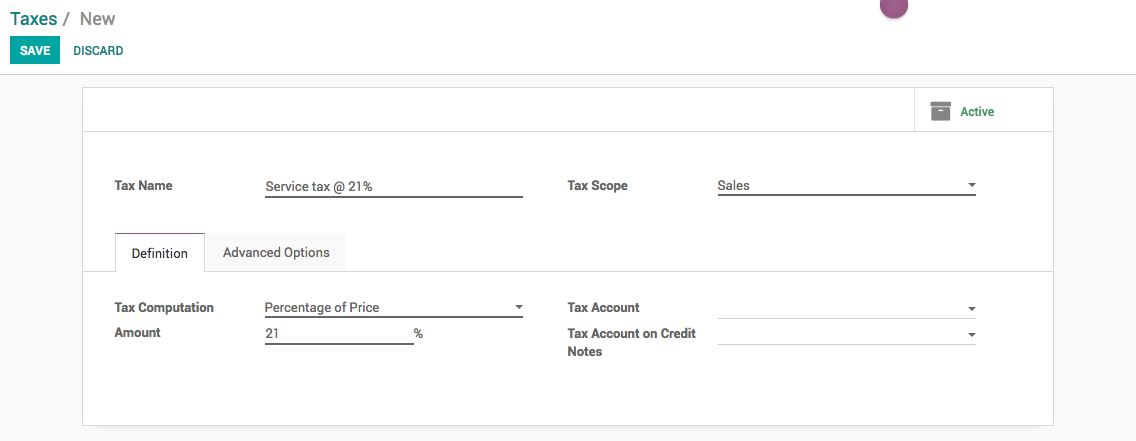 Taxes / New
SAVE DISCARD
Active
Tax Name Service tax @ 21% Tax Scope Sales
Definition Advanced Options
Tax Computation Percentage of Price Tax Account
Amount 21 % Tax Account on Credit
Notes